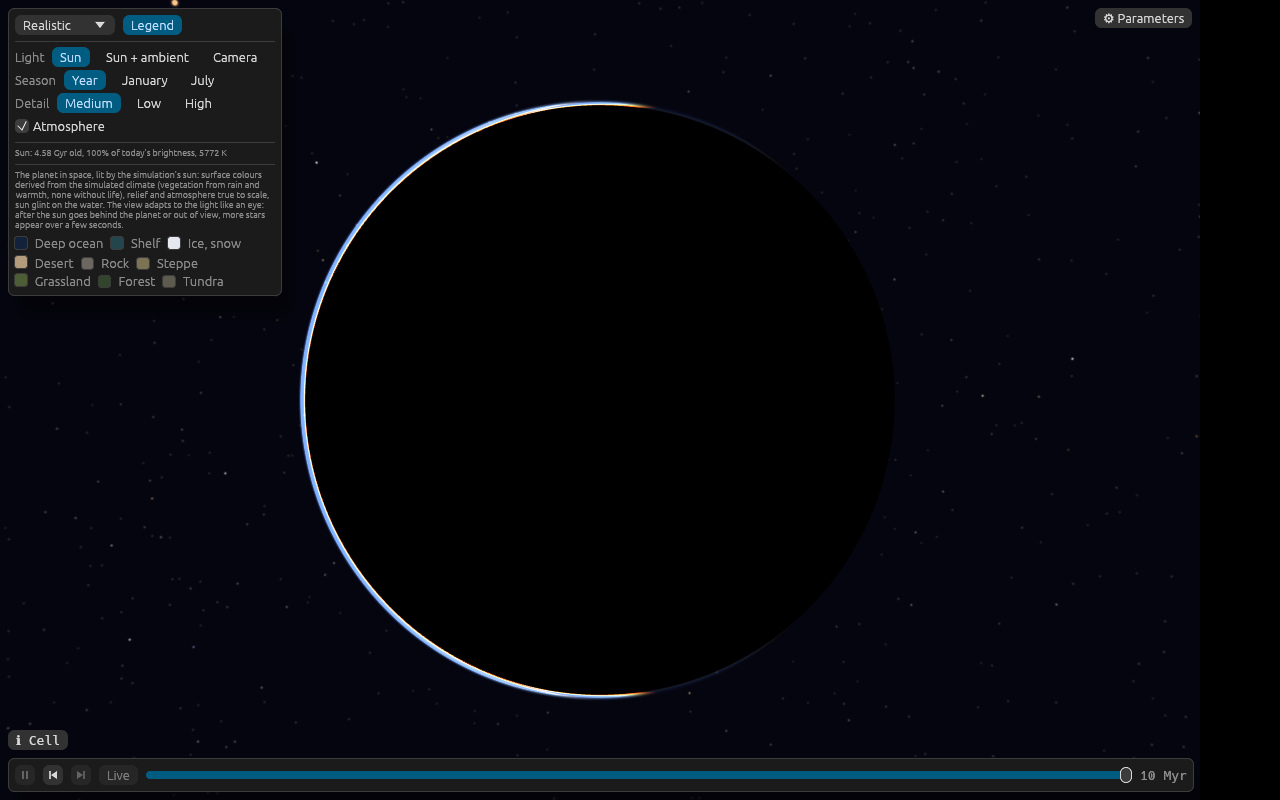 Realistic Legend
⚙ Parameters
Light Sun Sun + ambient Camera
Season Year January July
Detail Medium Low High
Atmosphere
Sun: 4.58 Gyr old, 100% of today's brightness, 5772 K
The planet in space, lit by the simulation's sun: surface colours
derived from the simulated climate (vegetation from rain and
warmth, none without life), relief and atmosphere true to scale,
sun glint on the water. The view adapts to the light like an eye:
after the sun goes behind the planet or out of view, more stars
appear over a few seconds.
Deep ocean Shelf Ice, snow
Desert Rock Steppe
Grassland Forest Tundra
ℹ Cell
Live 10 Myr